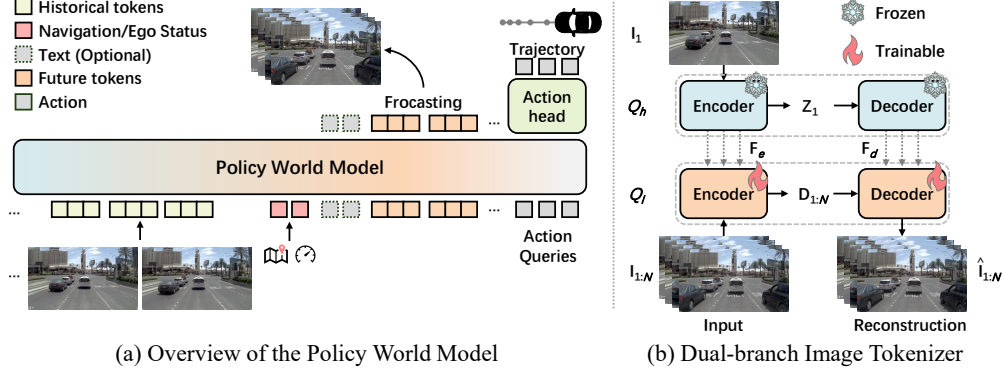 Historical tokens
Navigation/Ego Status
Text (Optional)
Future tokens
Action
Frocasting
...
Trajectory
Action
head
Policy World Model
...
...
Action
Queries
...
(a) Overview of the Policy World Model
I₁
Frozen
Trainable
Qₕ
Encoder
Z₁
Decoder
Fₑ
F_d
Q_l
Encoder
D₁:N
Decoder
I₁:N
Î₁:N
Input
Reconstruction
(b) Dual-branch Image Tokenizer